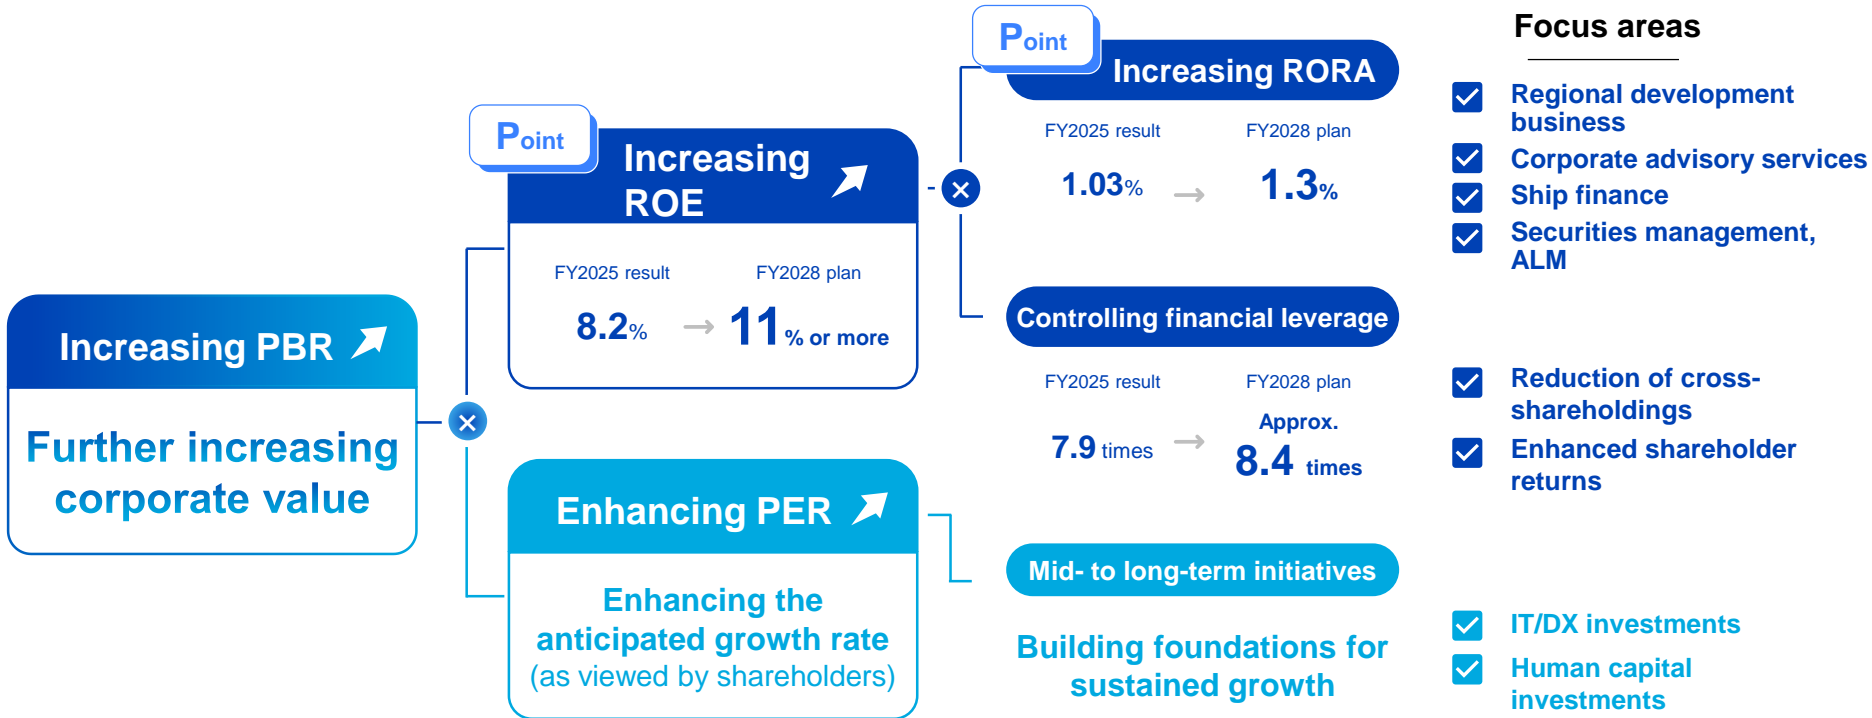 Increasing PBR
Further increasing
corporate value
×
Point
Increasing
ROE
FY2025 result
FY2028 plan
8.2%
→
11% or more
Enhancing PER
Enhancing the
anticipated growth rate
(as viewed by shareholders)
×
Point
Increasing RORA
FY2025 result
FY2028 plan
1.03%
→
1.3%
Controlling financial leverage
FY2025 result
FY2028 plan
7.9 times
→
Approx.
8.4 times
Mid- to long-term initiatives
Building foundations for
sustained growth
Focus areas
Regional development
business
Corporate advisory services
Ship finance
Securities management,
ALM
Reduction of cross-
shareholdings
Enhanced shareholder
returns
IT/DX investments
Human capital
investments